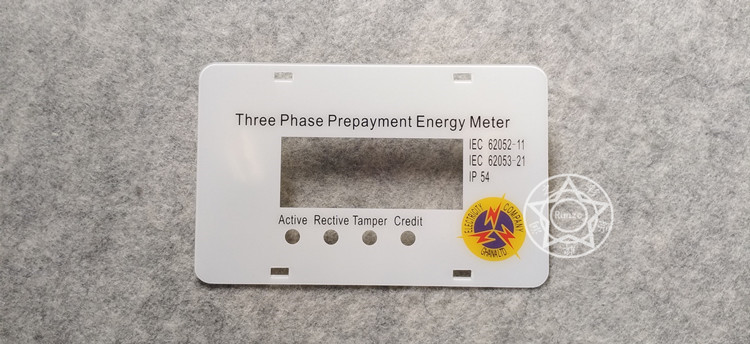 Three Phase Prepayment Energy Meter
IEC 62052-11
IEC 62053-21
IP 54
Active Rective Tamper Credit
ELECTRICITY COMPANY
GHANA LTD
Runze